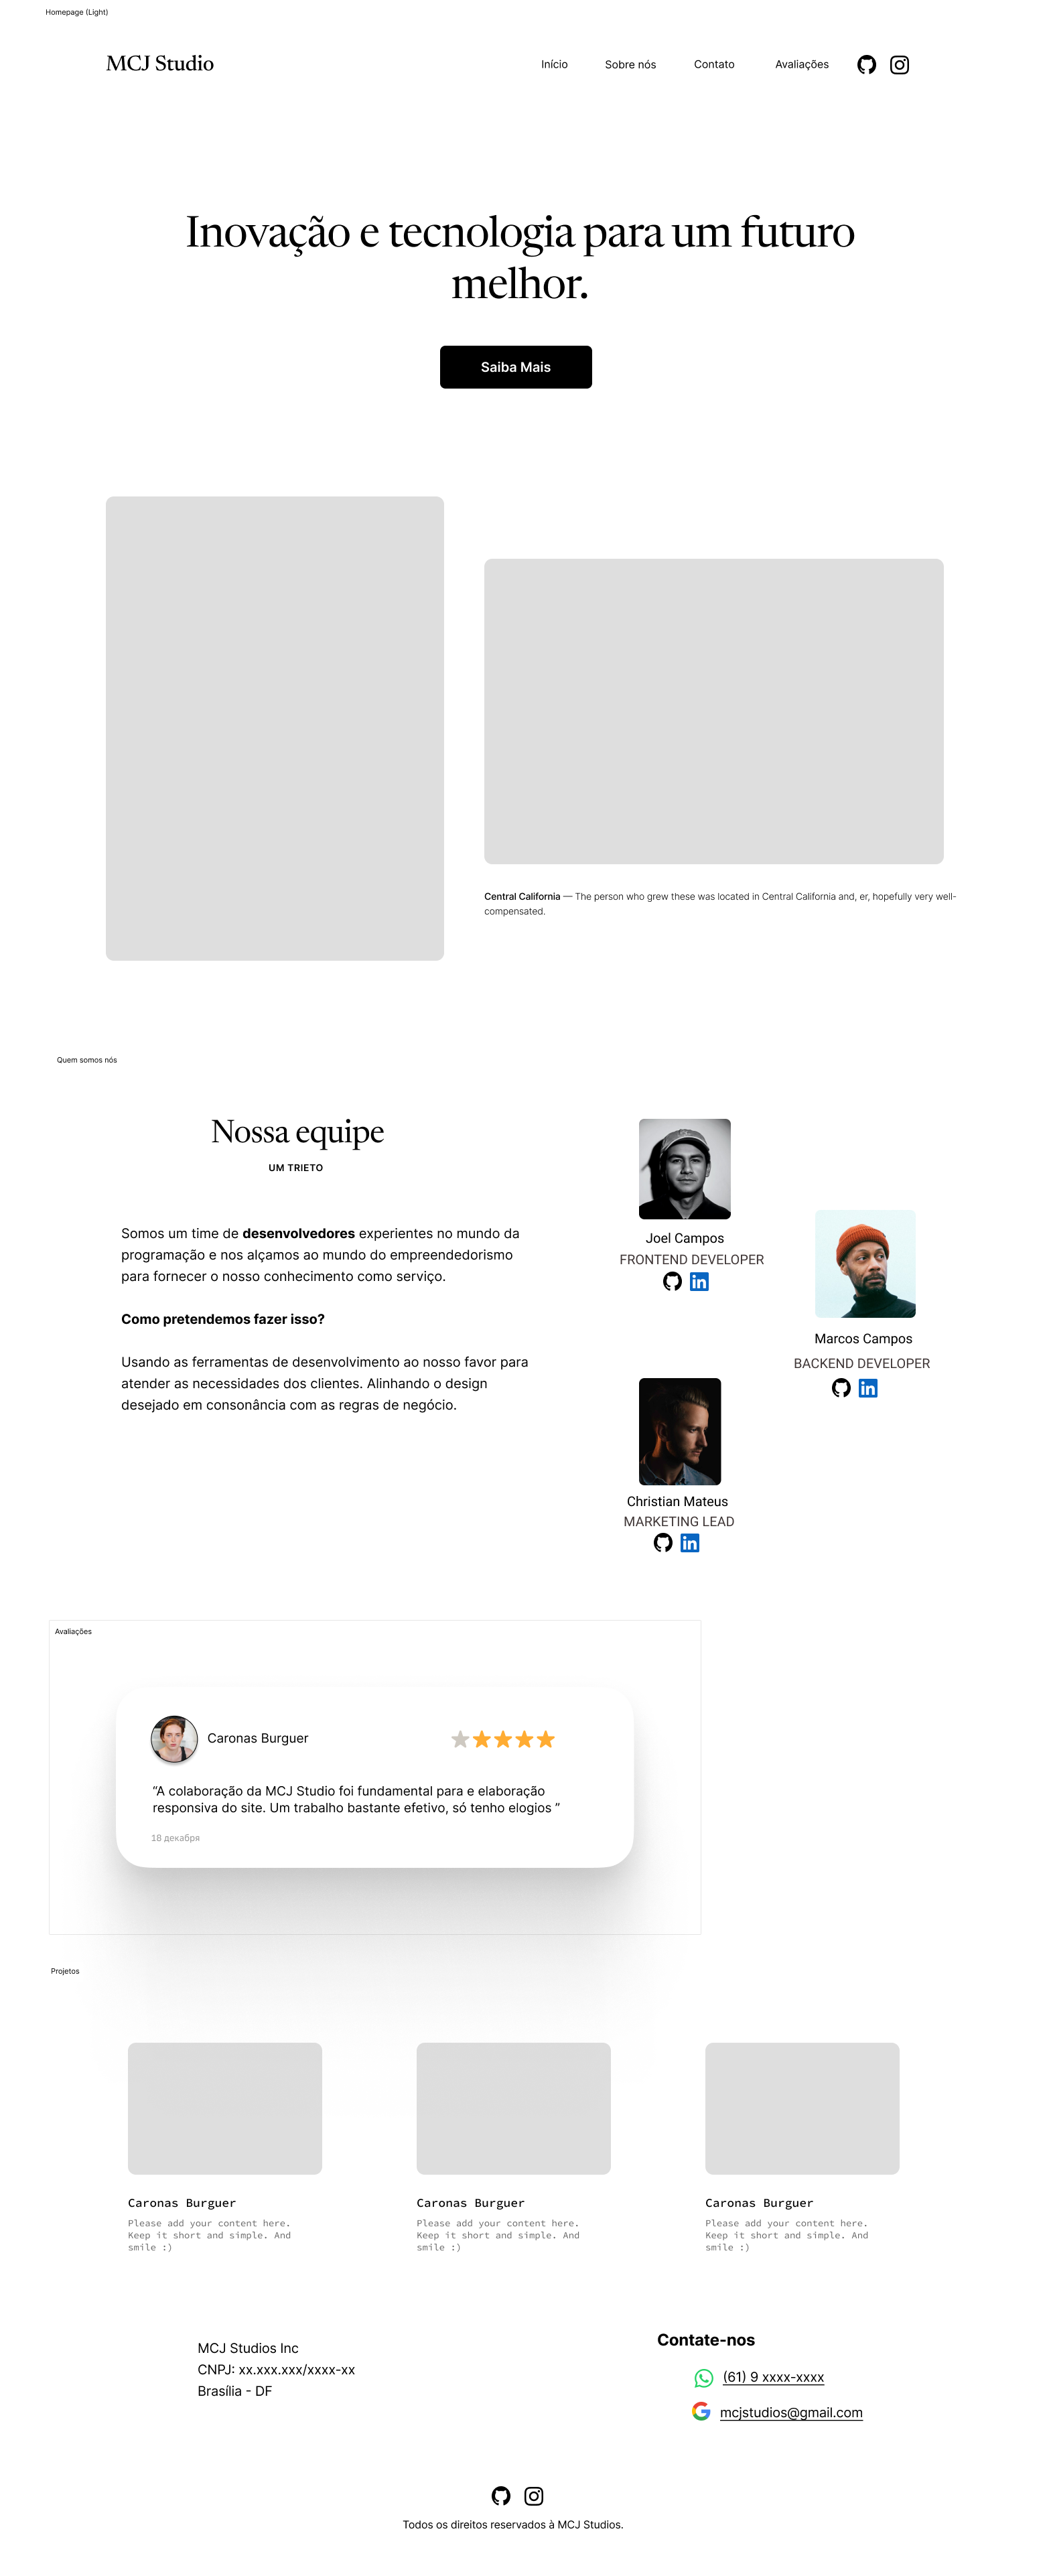 Homepage (Light)
MCJ Studio
Início
Sobre nós
Contato
Avaliações
Inovação e tecnologia para um futuro
melhor.
Saiba Mais
Central California — The person who grew these was located in Central California and, er, hopefully very well-
compensated.
Quem somos nós
Nossa equipe
UM TRIETO
Somos um time de desenvolvedores experientes no mundo da
programação e nos alçamos ao mundo do empreendedorismo
para fornecer o nosso conhecimento como serviço.
Como pretendemos fazer isso?
Usando as ferramentas de desenvolvimento ao nosso favor para
atender as necessidades dos clientes. Alinhando o design
desejado em consonância com as regras de negócio.
Joel Campos
FRONTEND DEVELOPER
in
Marcos Campos
BACKEND DEVELOPER
in
Christian Mateus
MARKETING LEAD
in
Avaliações
Caronas Burguer
“A colaboração da MCJ Studio foi fundamental para e elaboração
responsiva do site. Um trabalho bastante efetivo, só tenho elogios ”
18 декабря
Projetos
Caronas Burguer
Please add your content here.
Keep it short and simple. And
smile :)
Caronas Burguer
Please add your content here.
Keep it short and simple. And
smile :)
Caronas Burguer
Please add your content here.
Keep it short and simple. And
smile :)
MCJ Studios Inc
CNPJ: xx.xxx.xxx/xxxx-xx
Brasília - DF
Contate-nos
(61) 9 xxxx-xxxx
mcjstudios@gmail.com
Todos os direitos reservados à MCJ Studios.